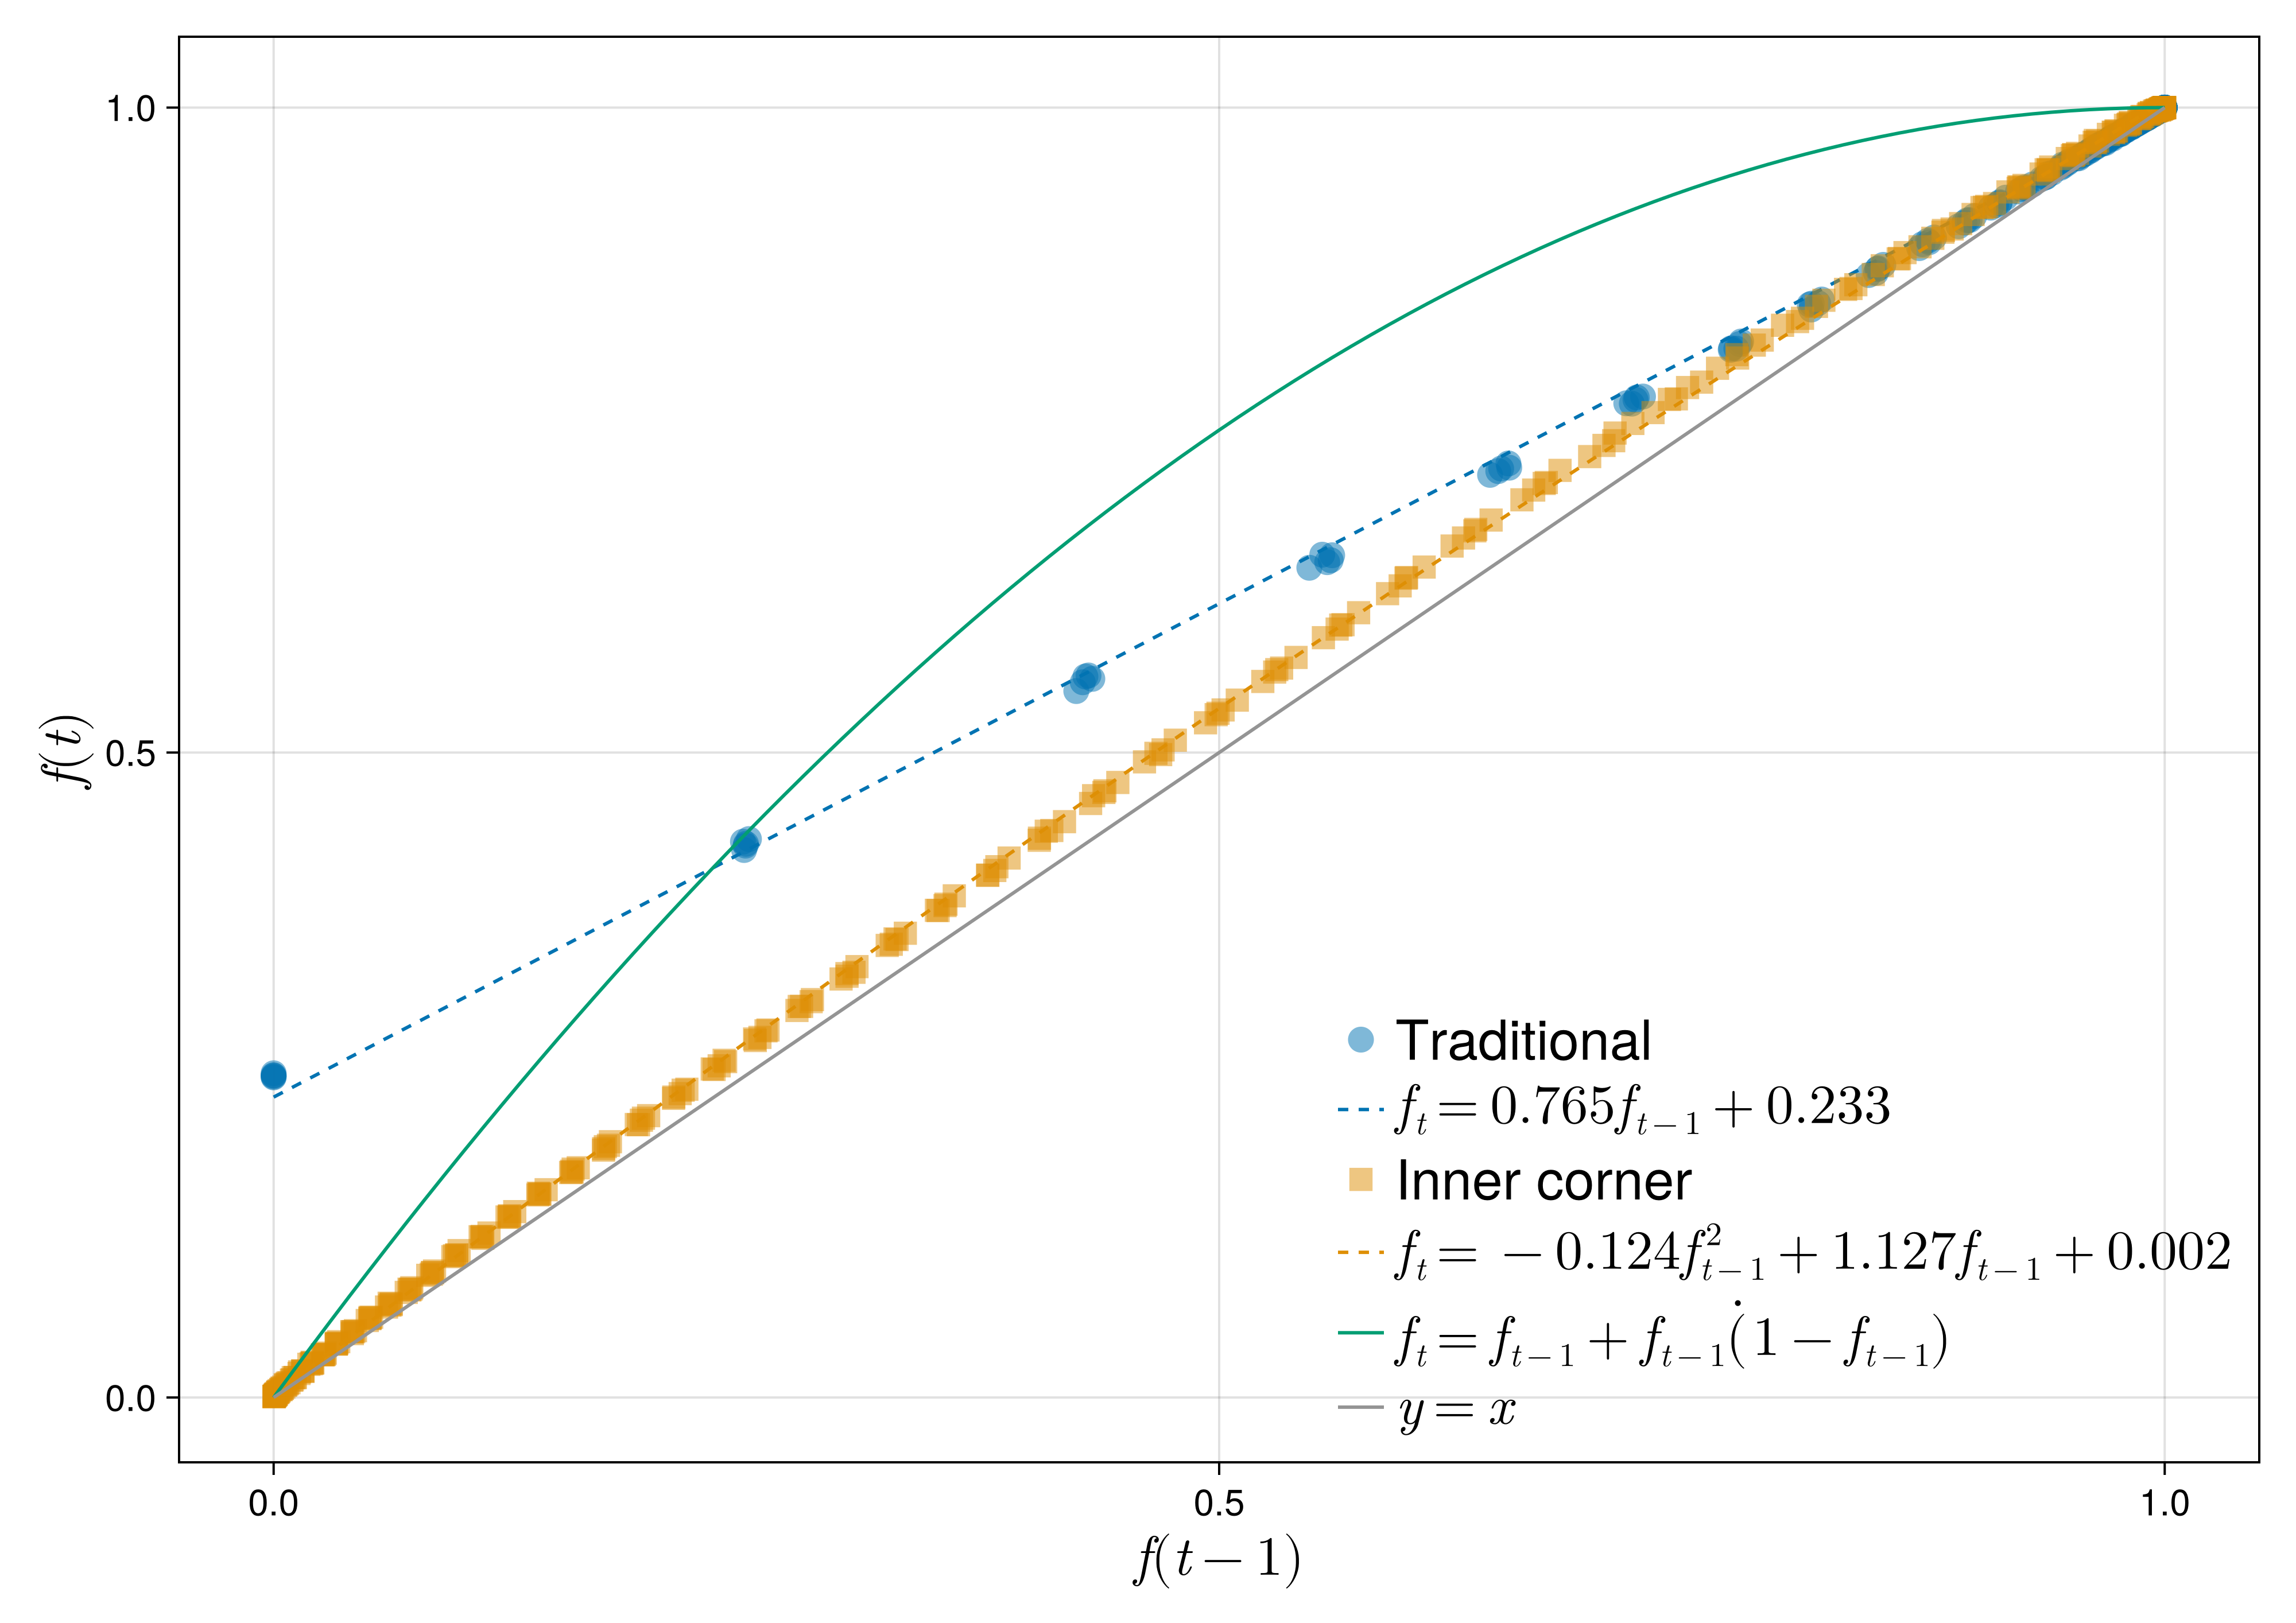 1.0
0.5
0.0
f(t)
Traditional
f_t = 0.765f_{t-1} + 0.233
Inner corner
f_t = -0.124f_{t-1}^2 + 1.127f_{t-1} + 0.002
f_t = f_{t-1} + f_{t-1}\dot(1 - f_{t-1})
y = x
0.0
0.5
1.0
f(t-1)